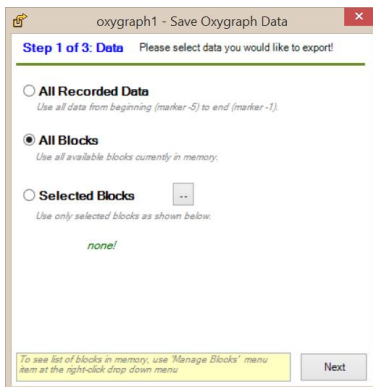 oxygraph1 - Save Oxygraph Data
Step 1 of 3: Data Please select data you would like to export!
All Recorded Data
Use all data from beginning (marker -5) to end (marker -1).
All Blocks
Use all available blocks currently in memory.
Selected Blocks --
Use only selected blocks as shown below.
none!
To see list of blocks in memory, use 'Manage Blocks' menu
item at the right-click drop down menu
Next